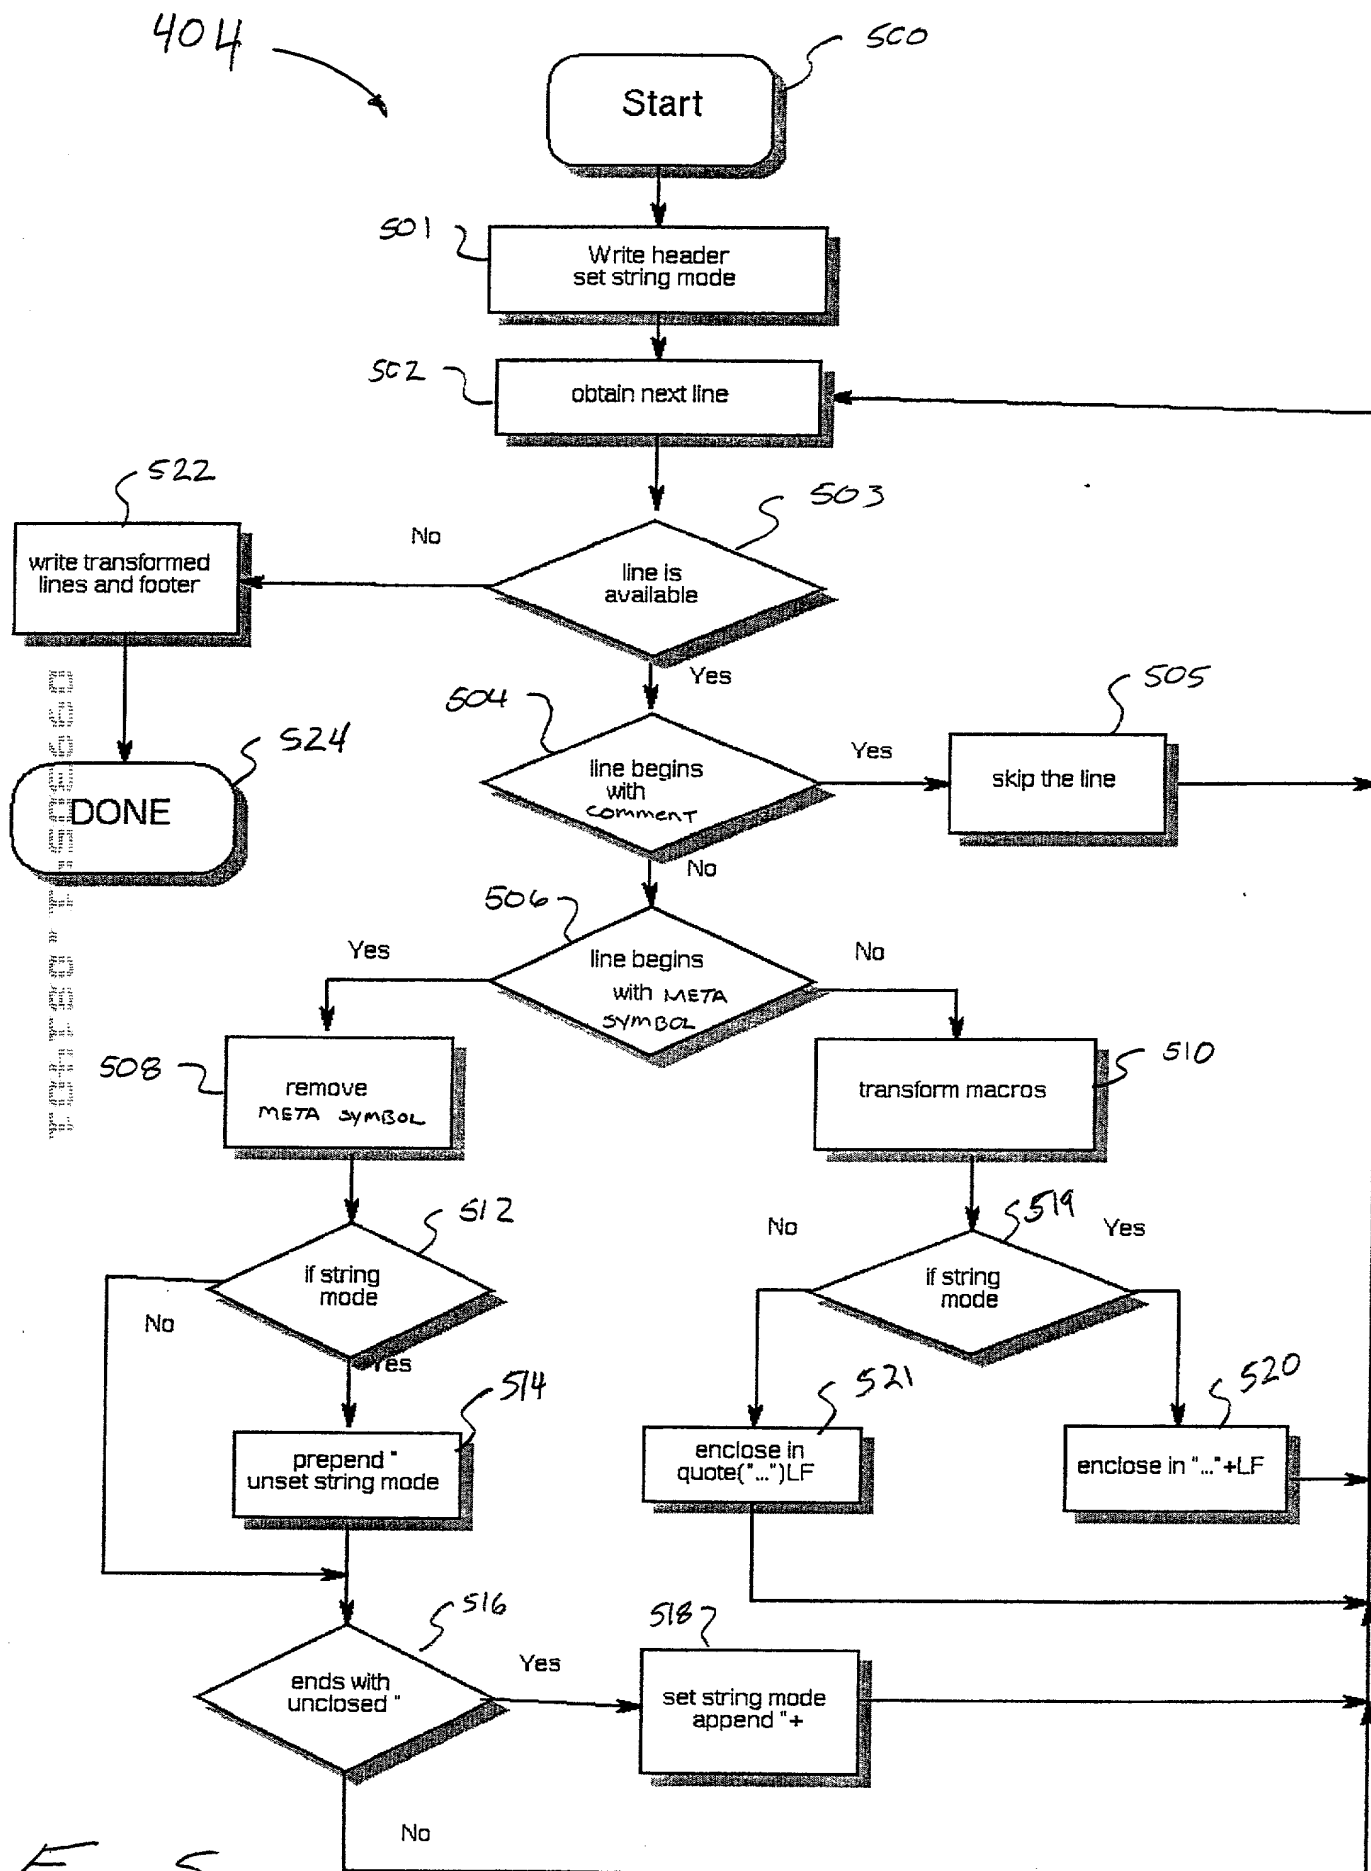 404
500
Start
501
Write header
set string mode
502
obtain next line
522
503
No
write transformed
lines and footer
line is
available
Yes
504
505
524
Yes
line begins
with
comment
skip the line
DONE
No
506
Yes
No
line begins
with META
SYMBOL
508
510
remove
META SYMBOL
transform macros
512
519
No
Yes
if string
mode
if string
mode
No
Yes
514
521
520
prepend "
unset string mode
enclose in
quote("...")LF
enclose in "..."+LF
516
518
Yes
ends with
unclosed "
set string mode
append "+
No